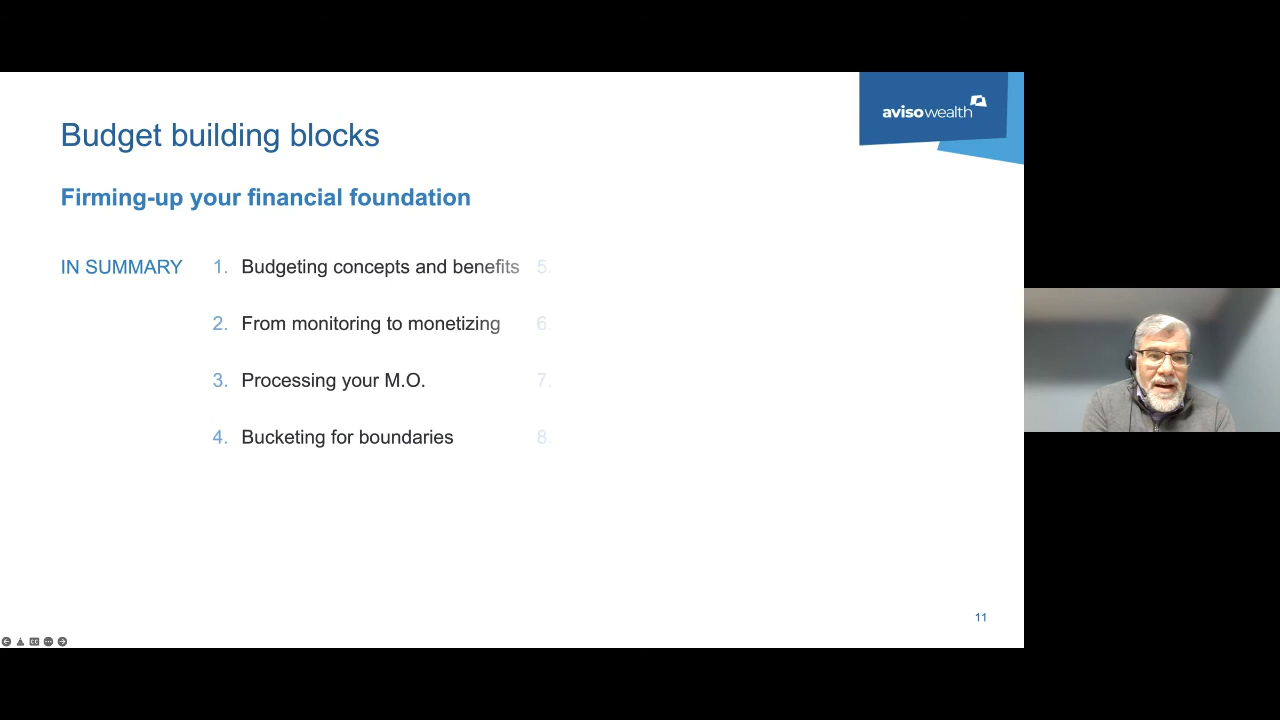 avisowealth
Budget building blocks
Firming-up your financial foundation
IN SUMMARY
1. Budgeting concepts and benefits
2. From monitoring to monetizing
3. Processing your M.O.
4. Bucketing for boundaries
5.
6.
7.
8.
11